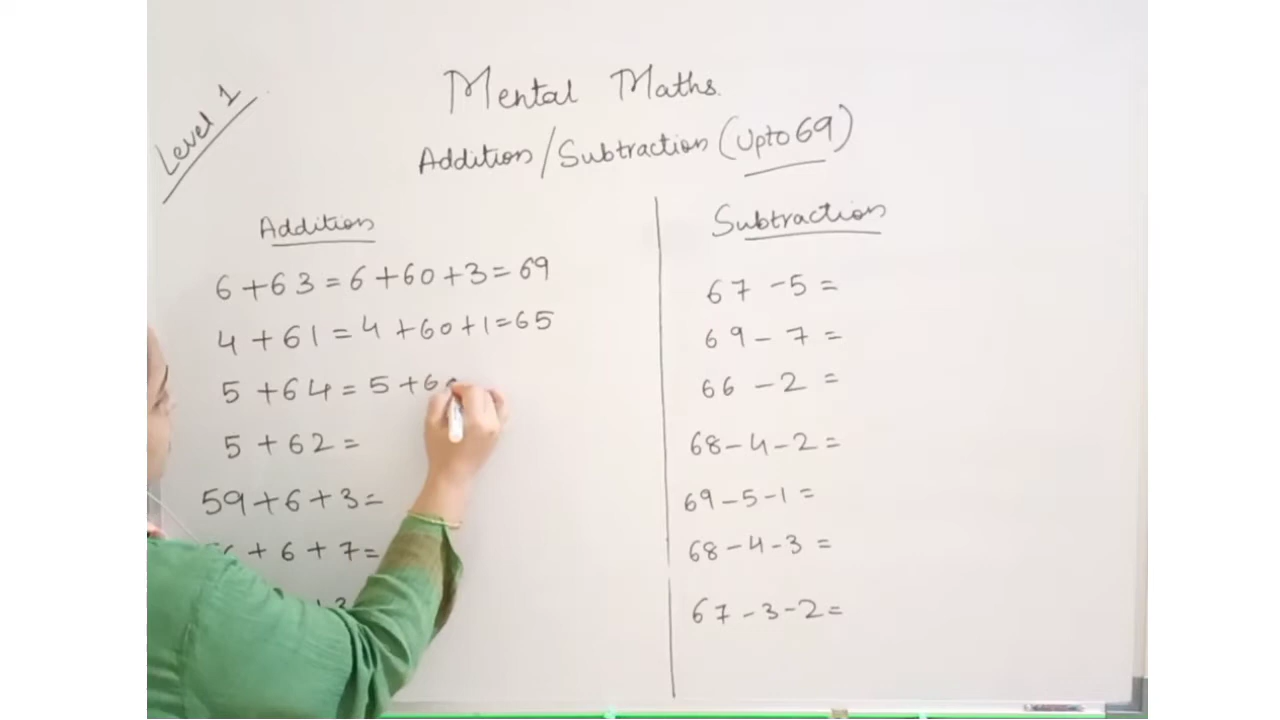 Level 1
Mental Maths.
Addition/Subtraction (Upto 69)
Addition
6+63=6+60+3=69
4+61=4+60+1=65
5+64=5+6
5+62=
59+6+3=
+6+7=
Subtraction
67-5=
69-7=
66-2=
68-4-2=
69-5-1=
68-4-3=
67-3-2=